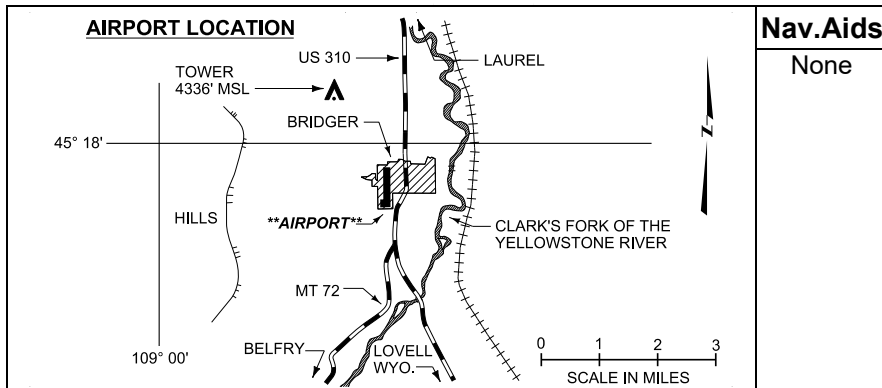 AIRPORT LOCATION
Nav.Aids
None
US 310
LAUREL
TOWER
4336' MSL
BRIDGER
N
45° 18'
**AIRPORT**
HILLS
CLARK'S FORK OF THE
YELLOWSTONE RIVER
MT 72
109° 00'
BELFRY
LOVELL
WYO.
0 1 2 3
SCALE IN MILES